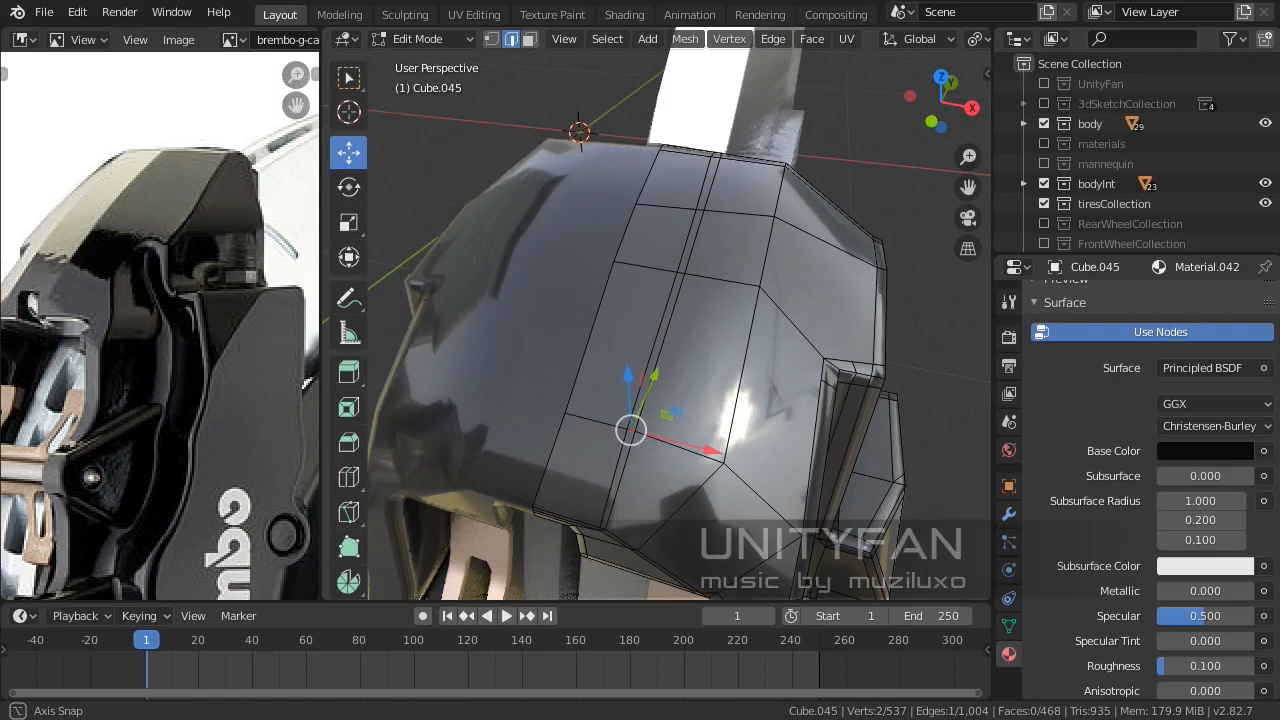 File Edit Render Window Help Layout Modeling Sculpting UV Editing Texture Paint Shading Animation Rendering Compositing Scene View Layer
View View Image brembo-g-ca Edit Mode View Select Add Mesh Vertex Edge Face UV Global
User Perspective
(1) Cube.045
Z
Y
X
Scene Collection
UnityFan
3dSketchCollection 4
body 29
materials
mannequin
bodyInt 23
tiresCollection
RearWheelCollection
FrontWheelCollection
Cube.045 Material.042
Preview
Surface
Use Nodes
Surface Principled BSDF
GGX
Christensen-Burley
Base Color
Subsurface 0.000
Subsurface Radius 1.000
0.200
0.100
Subsurface Color
Metallic 0.000
Specular 0.500
Specular Tint 0.000
Roughness 0.100
Anisotropic 0.000
UNITYFAN
music by muziluxo
Playback Keying View Marker 1 Start 1 End 250
-40 -20 1 20 40 60 80 100 120 140 160 180 200 220 240 260 280 300
Axis Snap Cube.045 | Verts:2/537 | Edges:1/1,004 | Faces:0/468 | Tris:935 | Mem: 179.9 MiB | v2.82.7